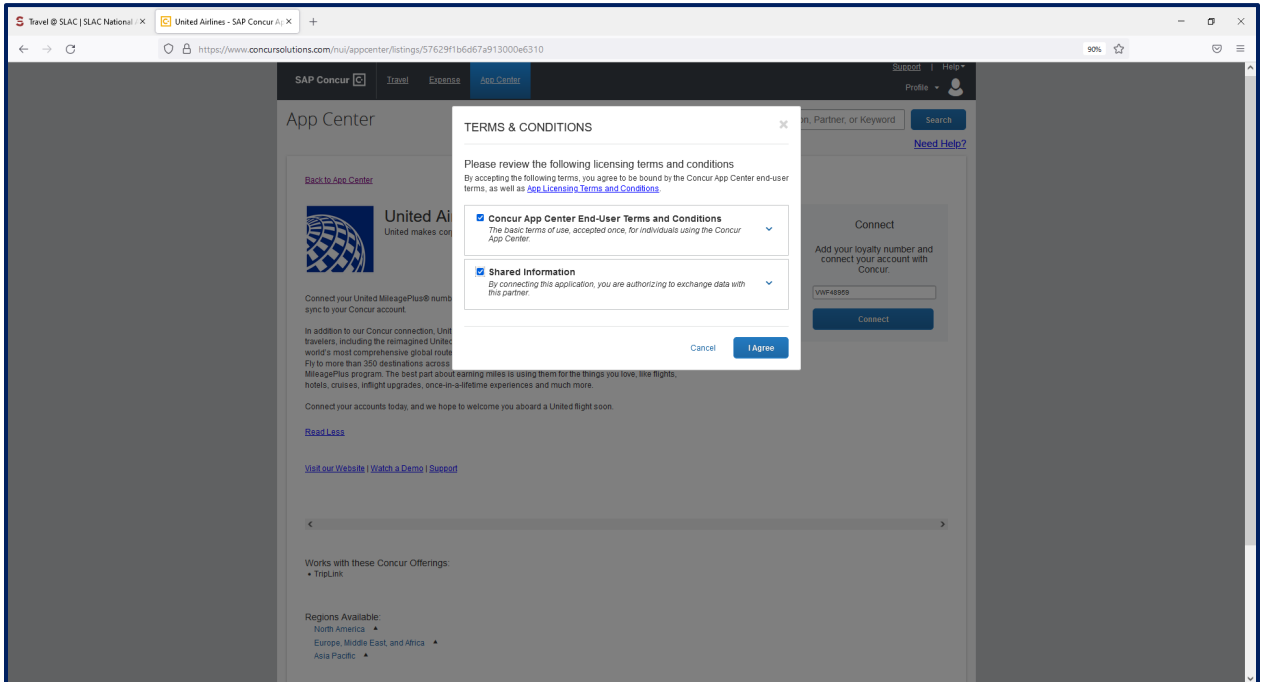 Travel @ SLAC | SLAC National
United Airlines - SAP Concur Ap
https://www.concursolutions.com/nui/appcenter/listings/57629f1b6d67a913000e6310
90%
Support | Help
SAP Concur C
Travel
Expense
App Center
Profile
App Center
on, Partner, or Keyword
Search
Need Help?
TERMS & CONDITIONS
Please review the following licensing terms and conditions
By accepting the following terms, you agree to be bound by the Concur App Center end-user
terms, as well as App Licensing Terms and Conditions.
Concur App Center End-User Terms and Conditions
The basic terms of use, accepted once, for individuals using the Concur
App Center.
Shared Information
By connecting this application, you are authorizing to exchange data with
this partner.
Cancel
I Agree
Back to App Center
United Ai
United makes cor
Connect
Add your loyalty number and
connect your account with
Concur.
VWF48959
Connect
Connect your United MileagePlus® numb
sync to your Concur account.
In addition to our Concur connection, Unit
travelers, including the reimagined United
world's most comprehensive global route
Fly to more than 350 destinations across
MileagePlus program. The best part about earning miles is using them for the things you love, like flights,
hotels, cruises, inflight upgrades, once-in-a-lifetime experiences and much more.
Connect your accounts today, and we hope to welcome you aboard a United flight soon.
Read Less
Visit our Website | Watch a Demo | Support
Works with these Concur Offerings:
• TripLink
Regions Available:
North America
Europe, Middle East, and Africa
Asia Pacific